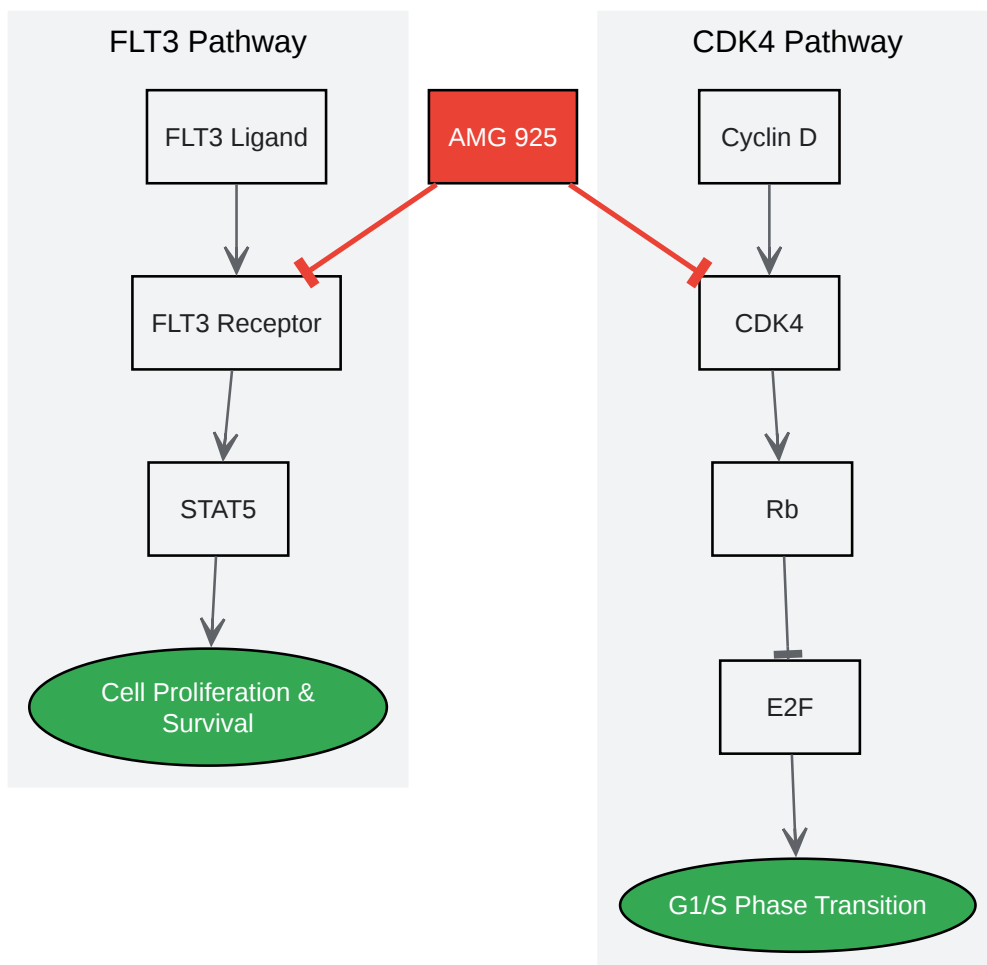 FLT3 Pathway
CDK4 Pathway
FLT3 Ligand
AMG 925
Cyclin D
FLT3 Receptor
CDK4
STAT5
Rb
Cell Proliferation &
Survival
E2F
G1/S Phase Transition